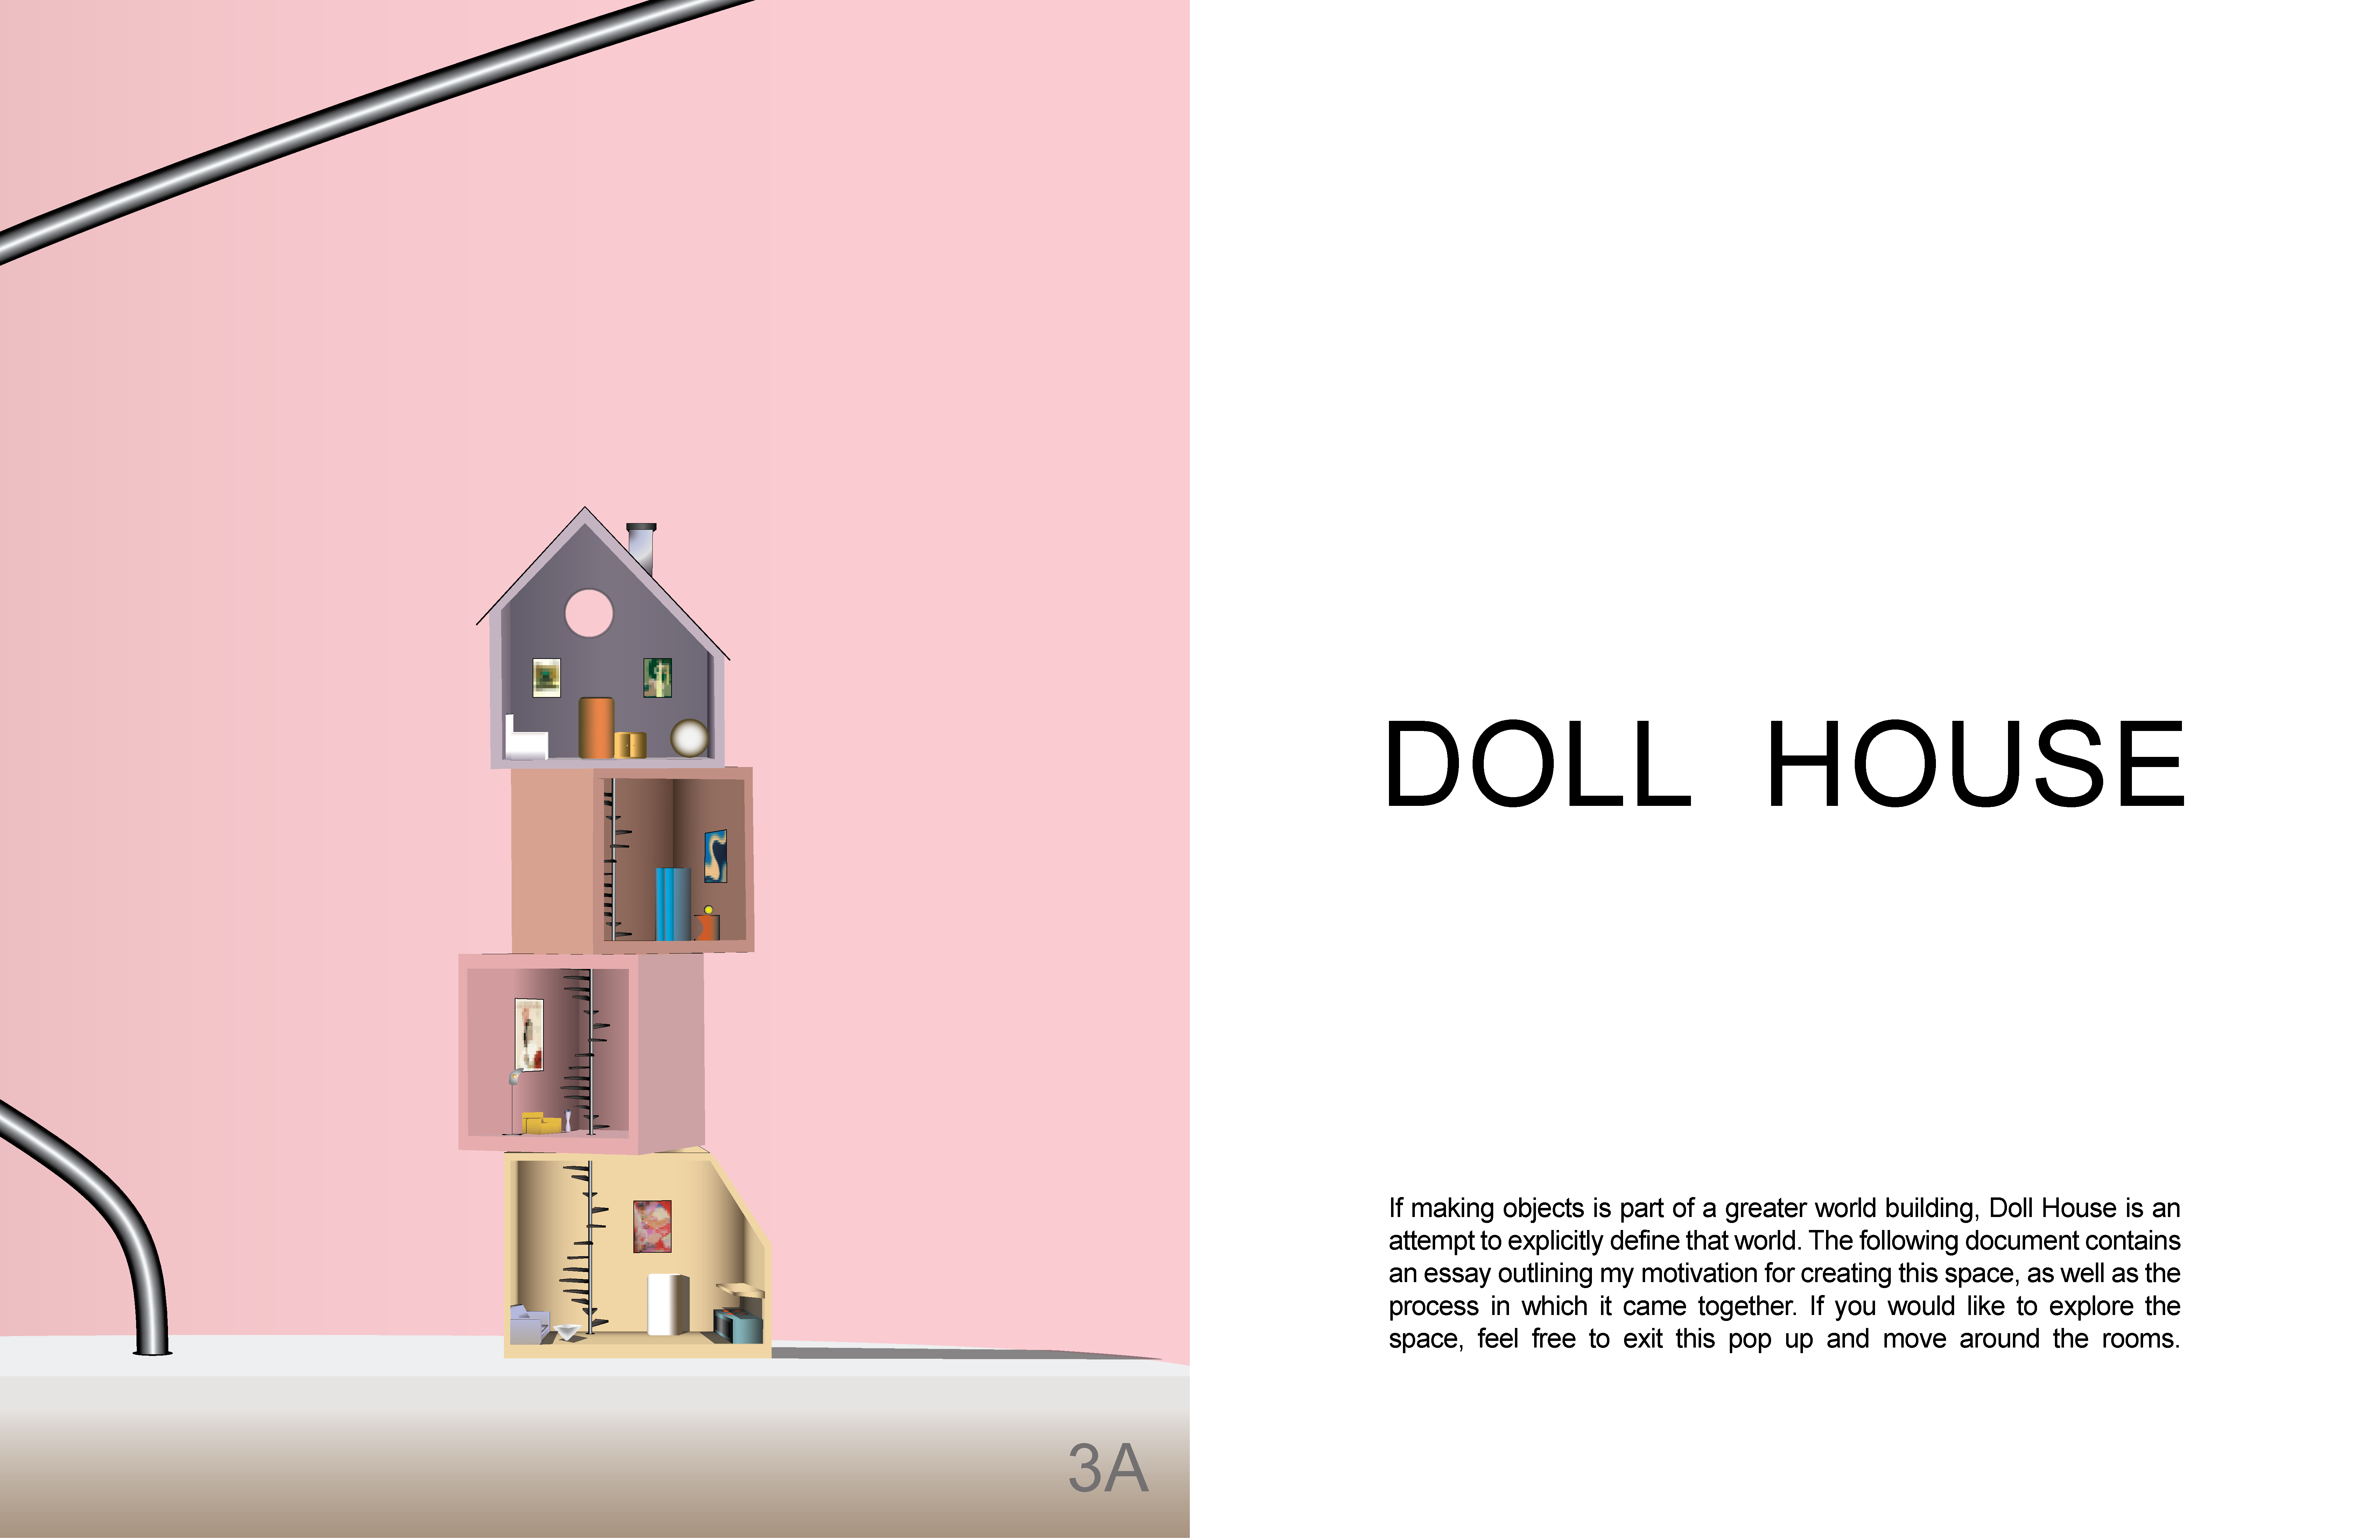 3A
DOLL HOUSE
If making objects is part of a greater world building, Doll House is an
attempt to explicitly define that world. The following document contains
an essay outlining my motivation for creating this space, as well as the
process in which it came together. If you would like to explore the
space, feel free to exit this pop up and move around the rooms.